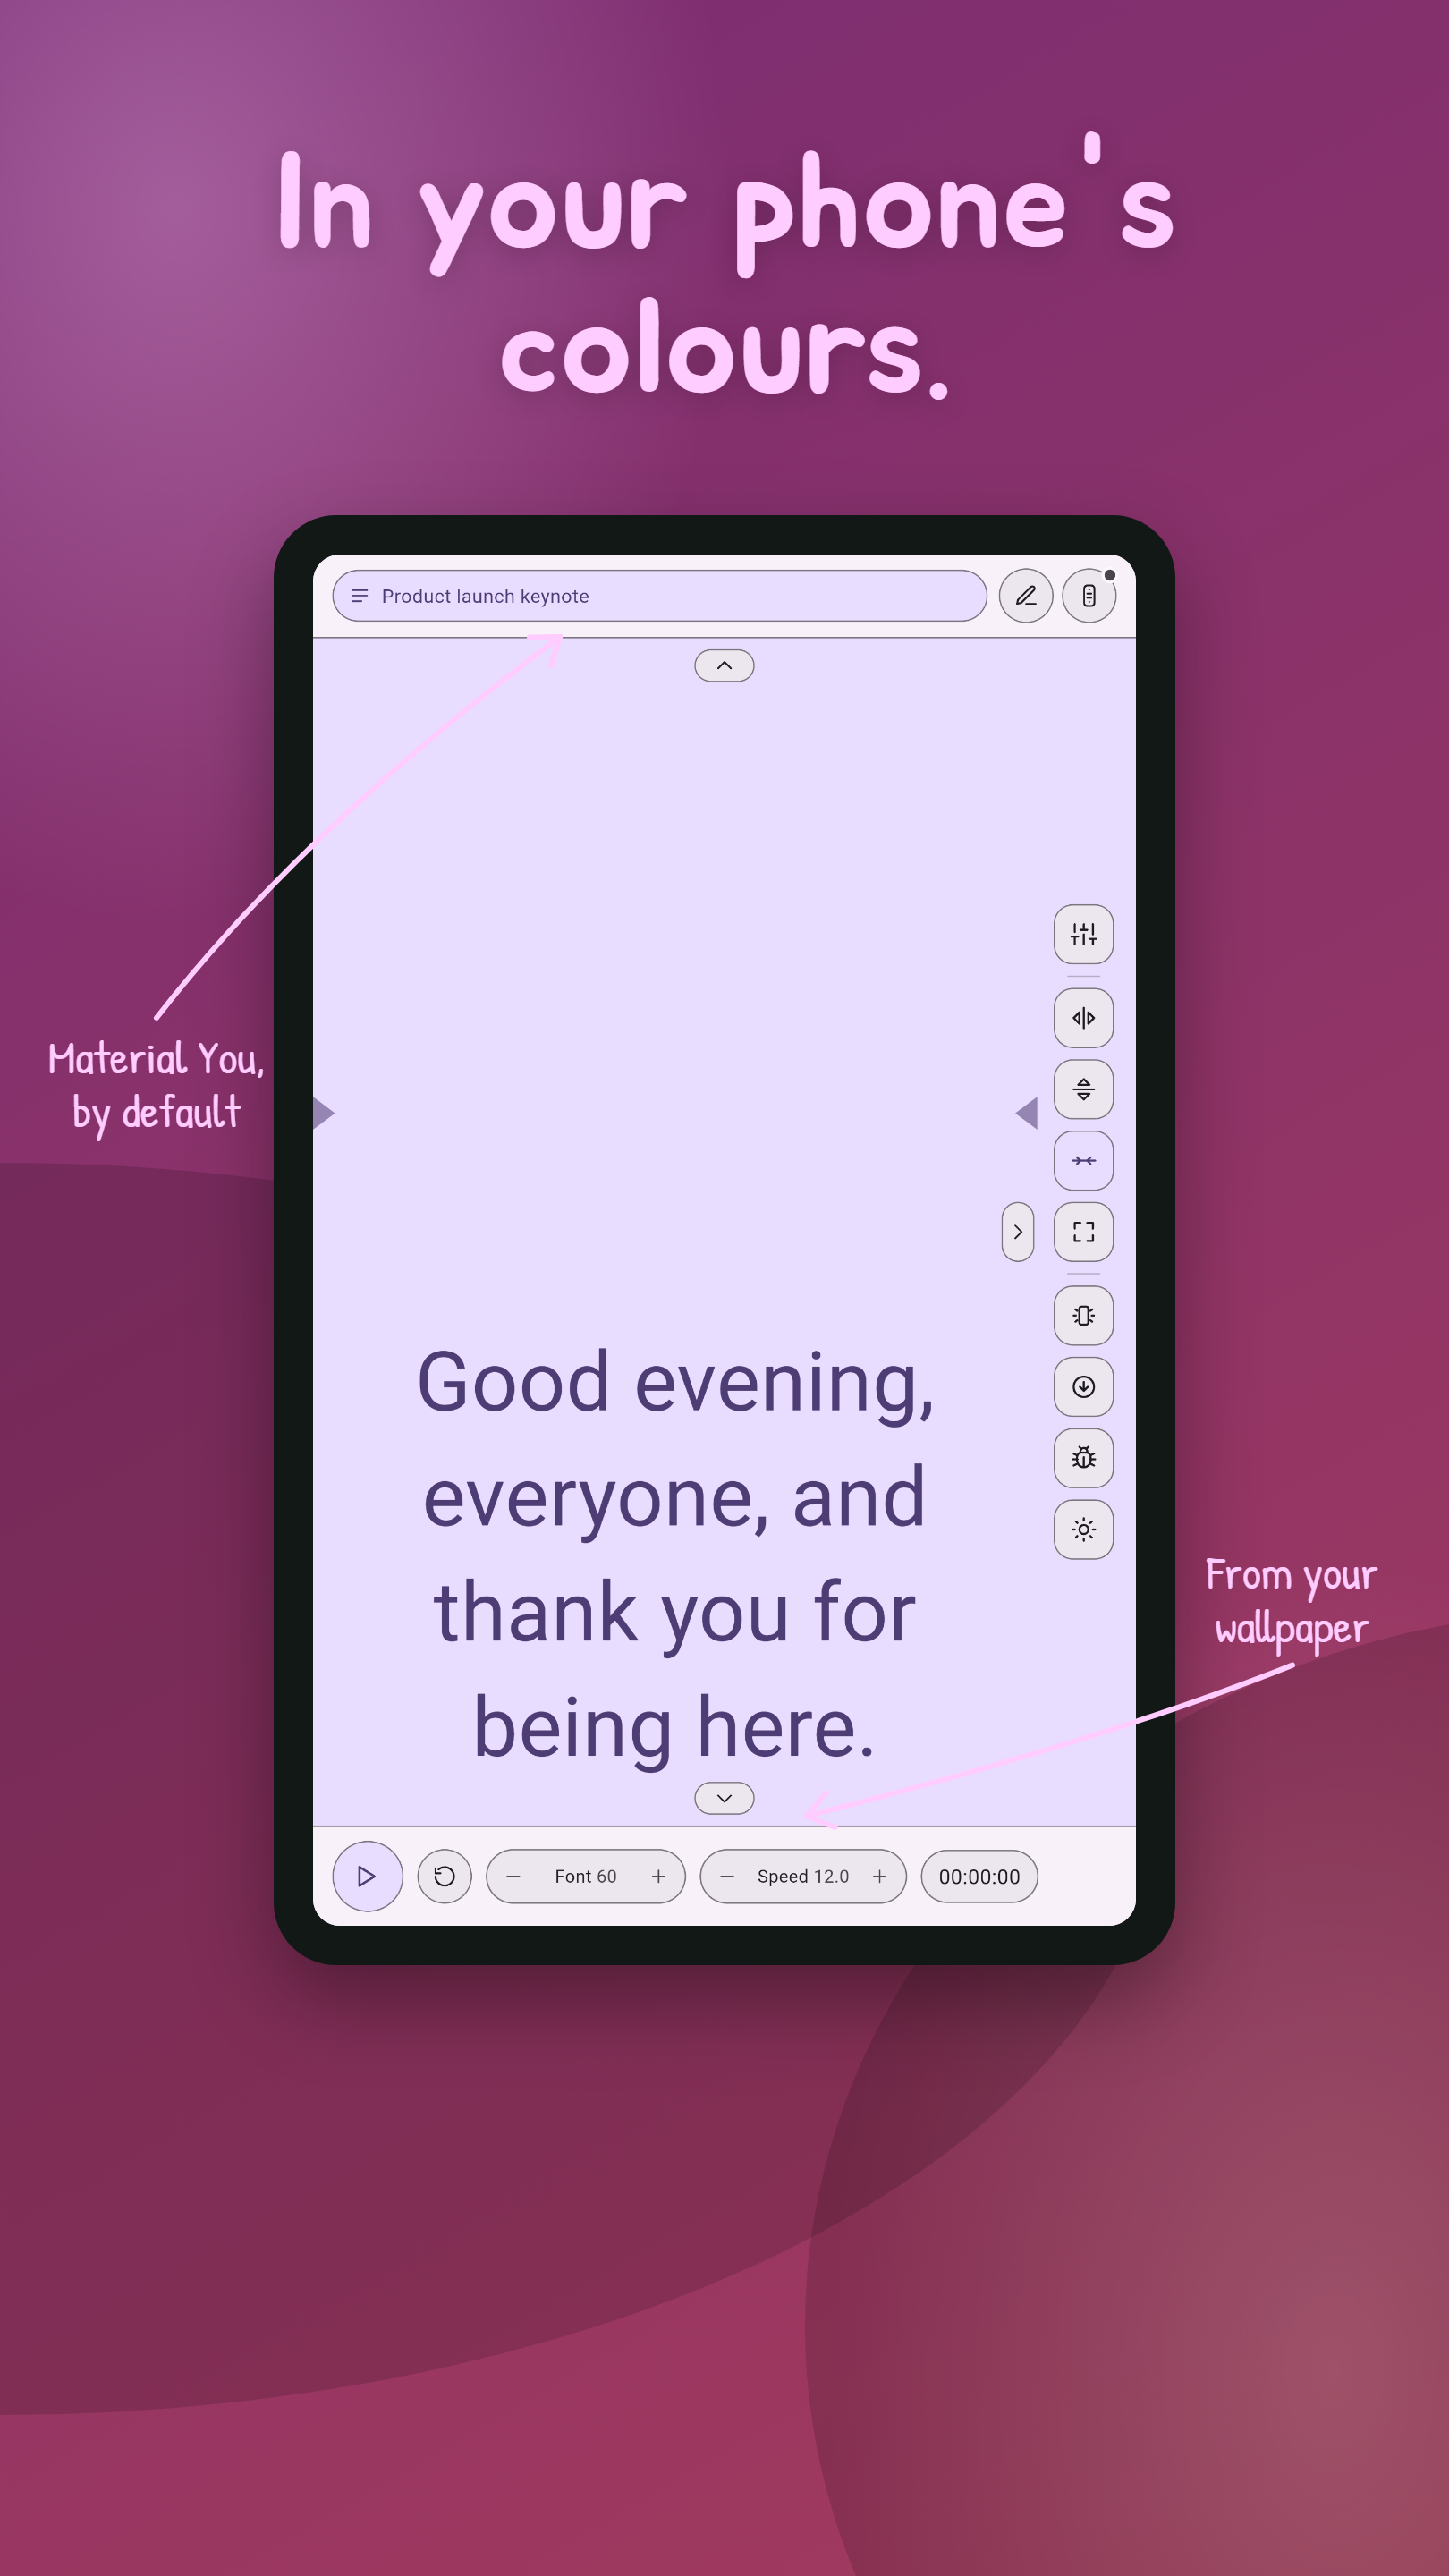 In your phone's
colours.
Product launch keynote
Material You,
by default
Good evening,
everyone, and
thank you for
being here.
From your
wallpaper
Font 60
Speed 12.0
00:00:00